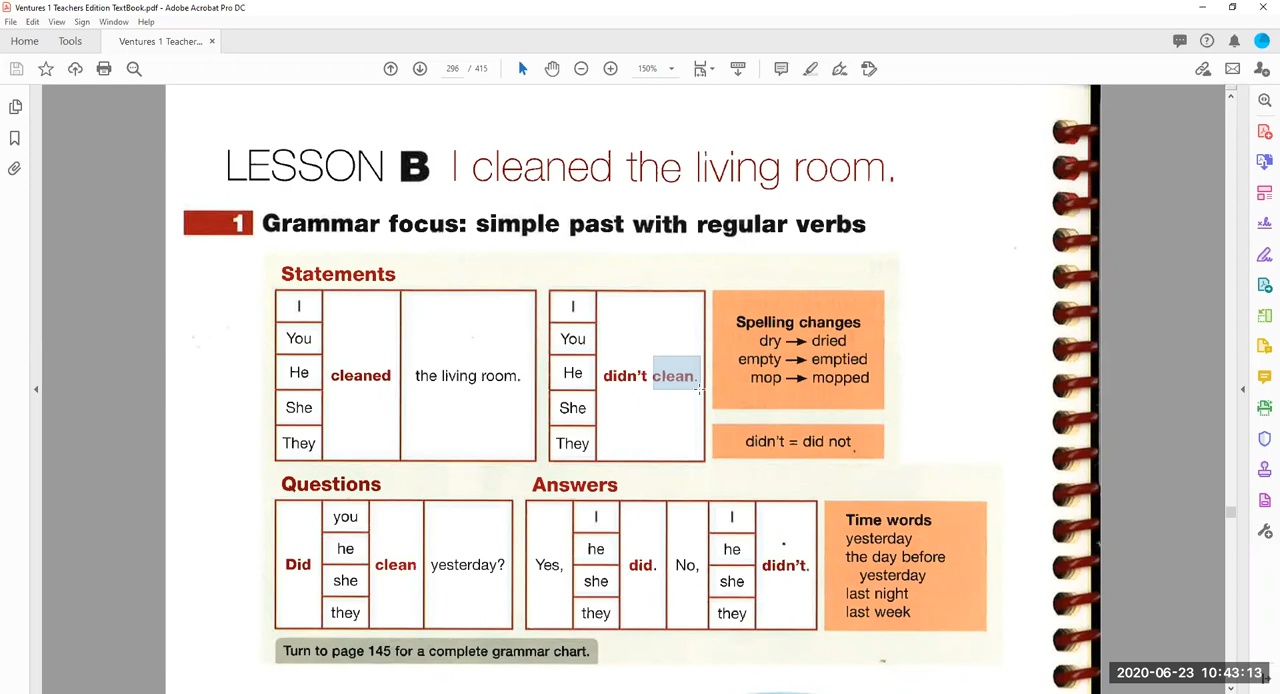 Ventures 1 Teachers Edition TextBook.pdf - Adobe Acrobat Pro DC
File Edit View Sign Window Help
Home Tools Ventures 1 Teacher... ×
296 / 415 150%
LESSON B I cleaned the living room.
1 Grammar focus: simple past with regular verbs
Statements
I
You
He
She
They
cleaned
the living room.
I
You
He
She
They
didn't clean.
Spelling changes
dry → dried
empty → emptied
mop → mopped
didn't = did not
Questions
Did
you
he
she
they
clean
yesterday?
Answers
Yes,
I
he
she
they
did.
No,
I
he
she
they
didn't.
Time words
yesterday
the day before
yesterday
last night
last week
Turn to page 145 for a complete grammar chart.
2020-06-23 10:43:13